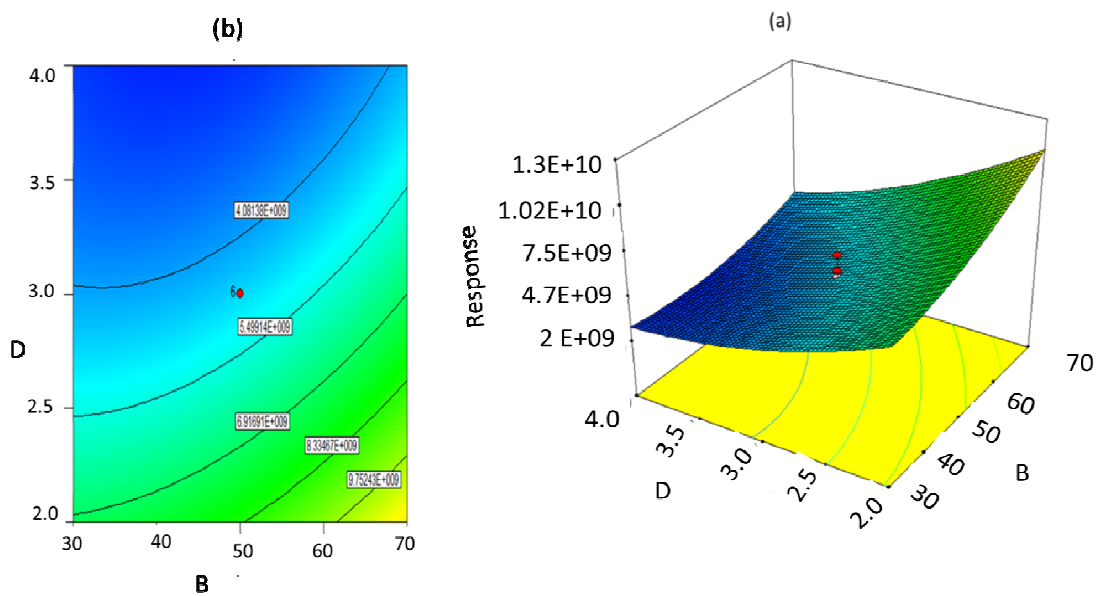 (b)
4.0
3.5
3.0
2.5
2.0
D
4.08138E+009
6
5.49914E+009
6.91691E+009
8.33467E+009
9.75243E+009
30 40 50 60 70
B
(a)
1.3E+10
1.02E+10
7.5E+09
4.7E+09
2 E+09
Response
4.0
3.5
3.0
2.5
2.0
D
30
40
50
60
70
B